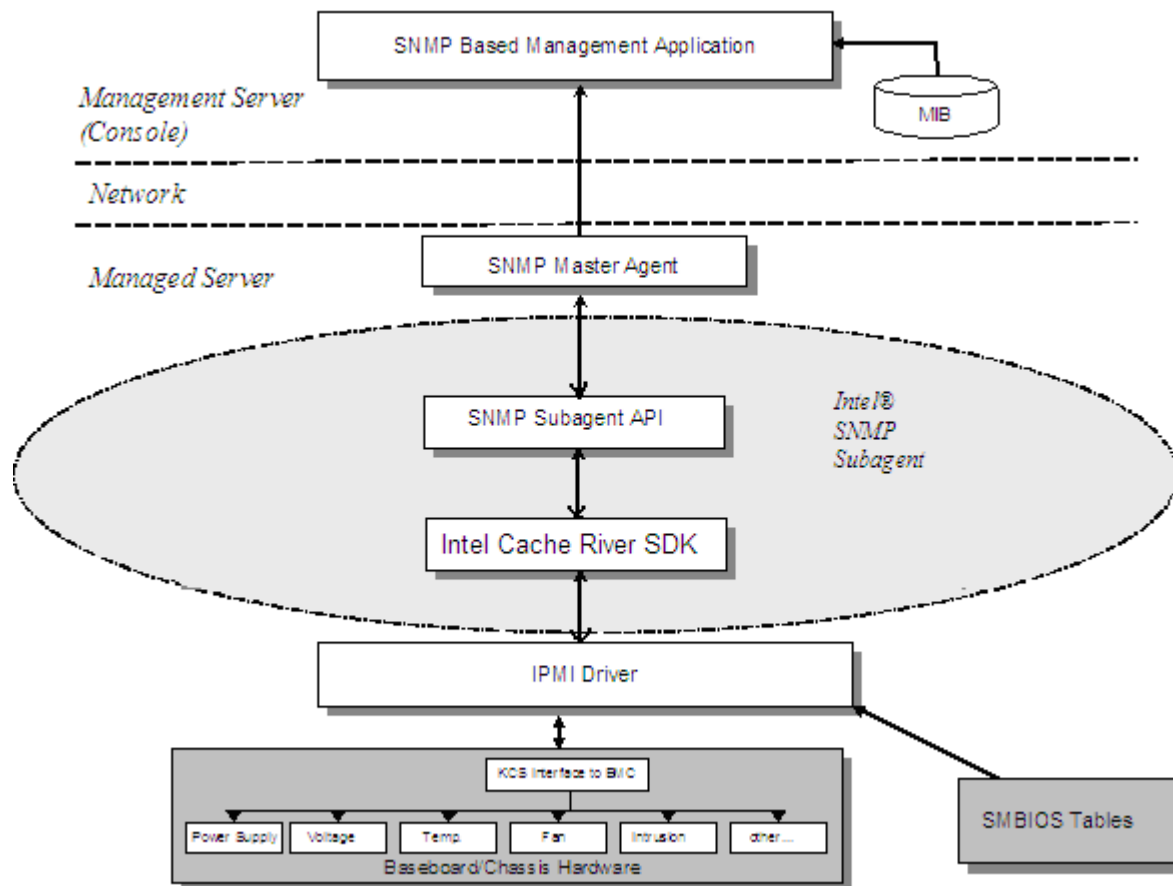 SNMP Based Management Application
MIB
Management Server
(Console)
Network
SNMP Master Agent
Managed Server
SNMP Subagent API
Intel®
SNMP
Subagent
Intel Cache River SDK
IPMI Driver
KCS Interface to BMC
Power Supply
Voltage
Temp.
Fan
Intrusion
other....
Baseboard/Chassis Hardware
SMBIOS Tables